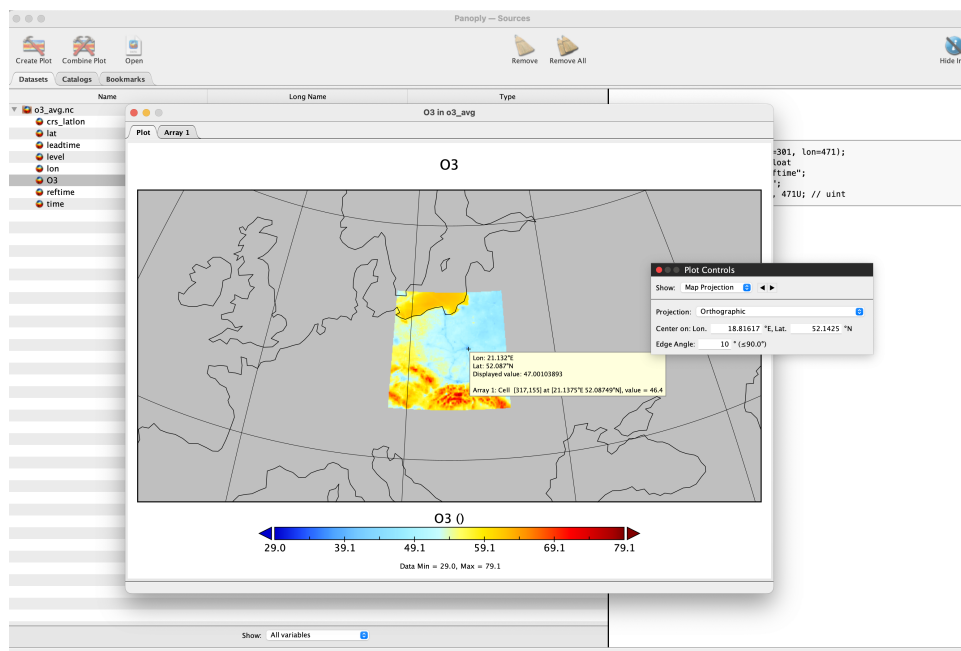 Panoply — Sources
Create Plot
Combine Plot
Open
Remove
Remove All
Hide In
Datasets
Catalogs
Bookmarks
Name
Long Name
Type
o3_avg.nc
crs_latlon
lat
leadtime
level
lon
O3
reftime
time
O3 in o3_avg
Plot
Array 1
O3
=301, lon=471);
loat
ftime";
";
, 471U; // uint
Plot Controls
Show: Map Projection
Projection: Orthographic
Center on: Lon. 18.81617 °E, Lat. 52.1425 °N
Edge Angle: 10 ° (≤90.0°)
Lon: 21.132°E
Lat: 52.087°N
Displayed value: 47.00103893
Array 1: Cell [317,155] at [21.1375°E 52.08749°N], value = 46.4
O3 ()
29.0 39.1 49.1 59.1 69.1 79.1
Data Min = 29.0, Max = 79.1
Show: All variables